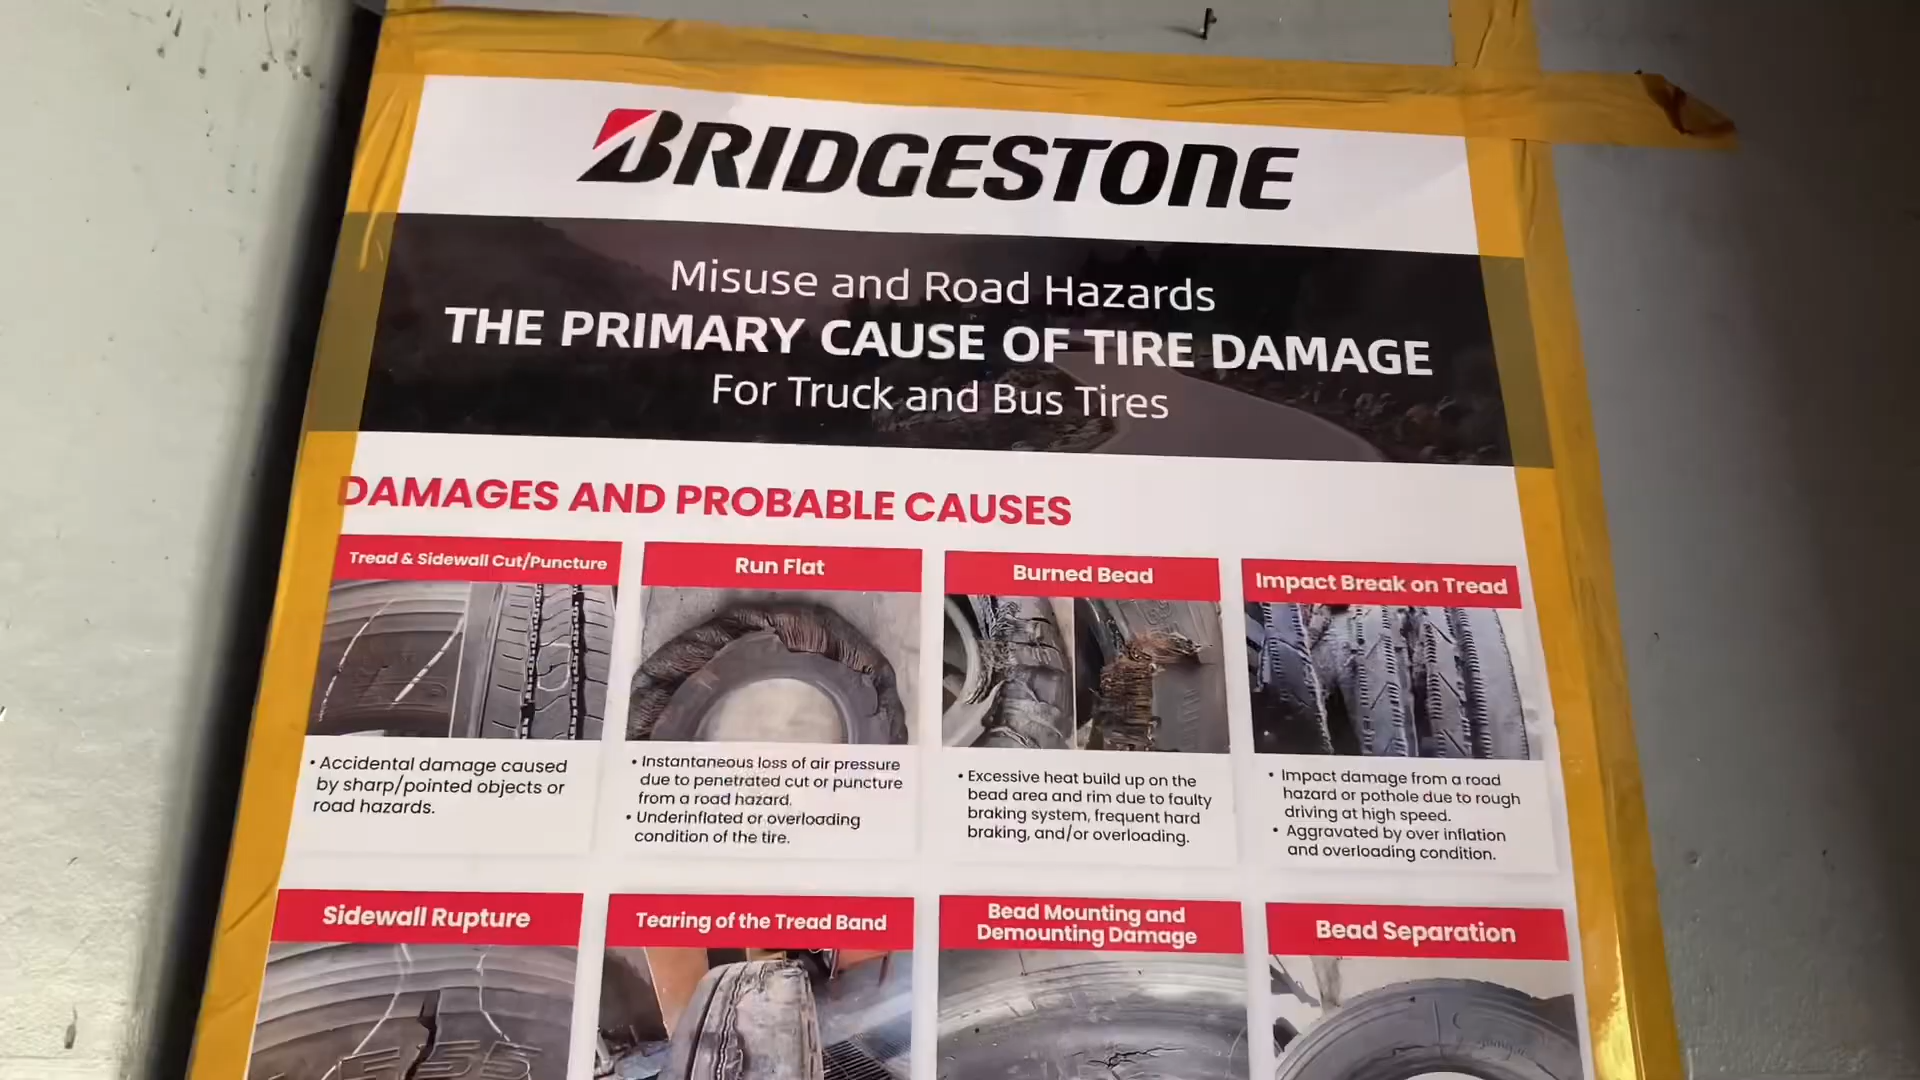 BRIDGESTONE
Misuse and Road Hazards
THE PRIMARY CAUSE OF TIRE DAMAGE
For Truck and Bus Tires
DAMAGES AND PROBABLE CAUSES
Tread & Sidewall Cut/Puncture
• Accidental damage caused
by sharp/pointed objects or
road hazards.
Run Flat
• Instantaneous loss of air pressure
due to penetrated cut or puncture
from a road hazard.
• Underinflated or overloading
condition of the tire.
Burned Bead
• Excessive heat build up on the
bead area and rim due to faulty
braking system, frequent hard
braking, and/or overloading.
Impact Break on Tread
• Impact damage from a road
hazard or pothole due to rough
driving at high speed.
• Aggravated by over inflation
and overloading condition.
Sidewall Rupture
Tearing of the Tread Band
Bead Mounting and
Demounting Damage
Bead Separation